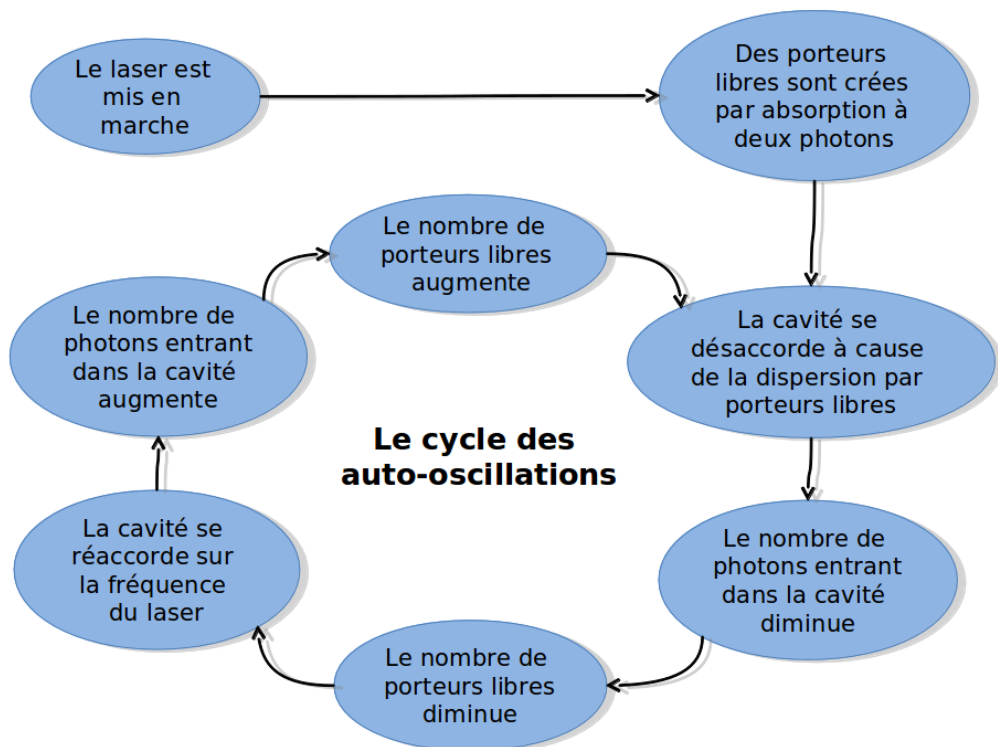 Le laser est
mis en
marche
Des porteurs
libres sont crées
par absorption à
deux photons
Le nombre de
porteurs libres
augmente
La cavité se
désaccorde à cause
de la dispersion par
porteurs libres
Le nombre de
photons entrant
dans la cavité
augmente
Le cycle des
auto-oscillations
La cavité se
réaccorde sur
la fréquence
du laser
Le nombre de
photons entrant
dans la cavité
diminue
Le nombre de
porteurs libres
diminue